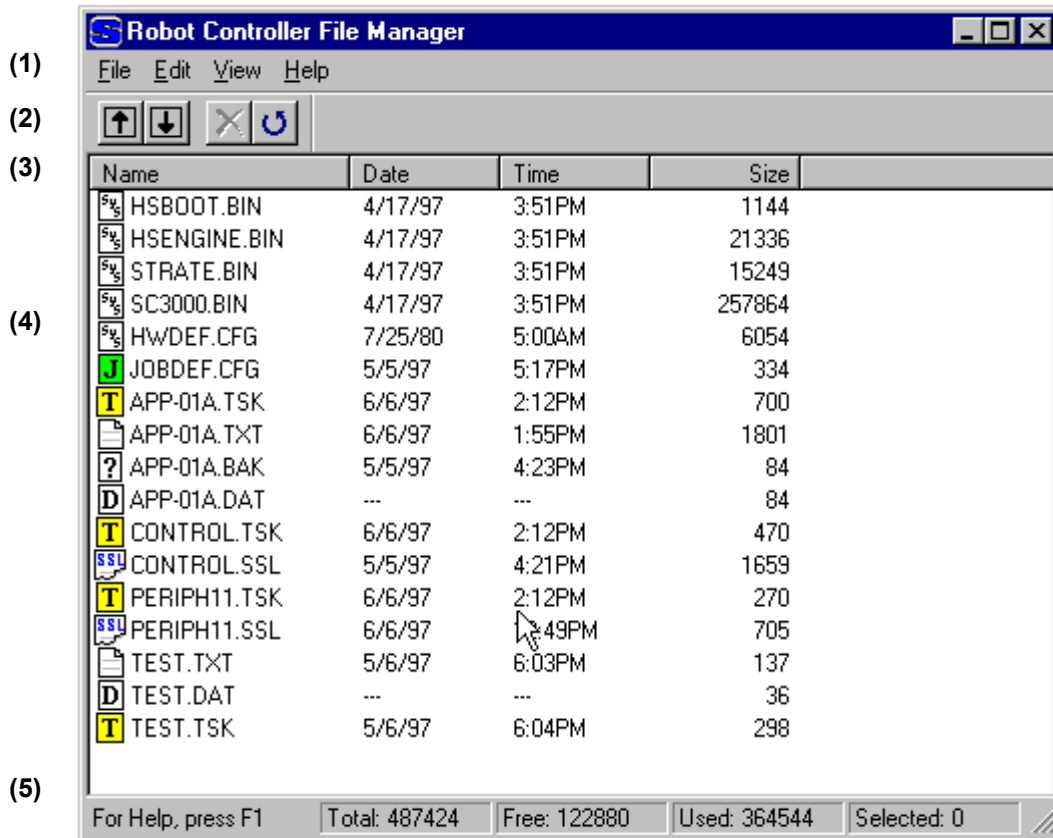 Robot Controller File Manager
(1) File Edit View Help
(2)
(3) Name Date Time Size
HSBOOT.BIN 4/17/97 3:51PM 1144
HSENGINE.BIN 4/17/97 3:51PM 21336
STRATE.BIN 4/17/97 3:51PM 15249
SC3000.BIN 4/17/97 3:51PM 257864
(4) HWDEF.CFG 7/25/80 5:00AM 6054
J JOBDEF.CFG 5/5/97 5:17PM 334
T APP-01A.TSK 6/6/97 2:12PM 700
APP-01A.TXT 6/6/97 1:55PM 1801
? APP-01A.BAK 5/5/97 4:23PM 84
D APP-01A.DAT --- --- 84
T CONTROL.TSK 6/6/97 2:12PM 470
SSL CONTROL.SSL 5/5/97 4:21PM 1659
T PERIPH11.TSK 6/6/97 2:12PM 270
SSL PERIPH11.SSL 6/6/97 :49PM 705
TEST.TXT 5/6/97 6:03PM 137
D TEST.DAT --- --- 36
T TEST.TSK 5/6/97 6:04PM 298
(5)
For Help, press F1 Total: 487424 Free: 122880 Used: 364544 Selected: 0